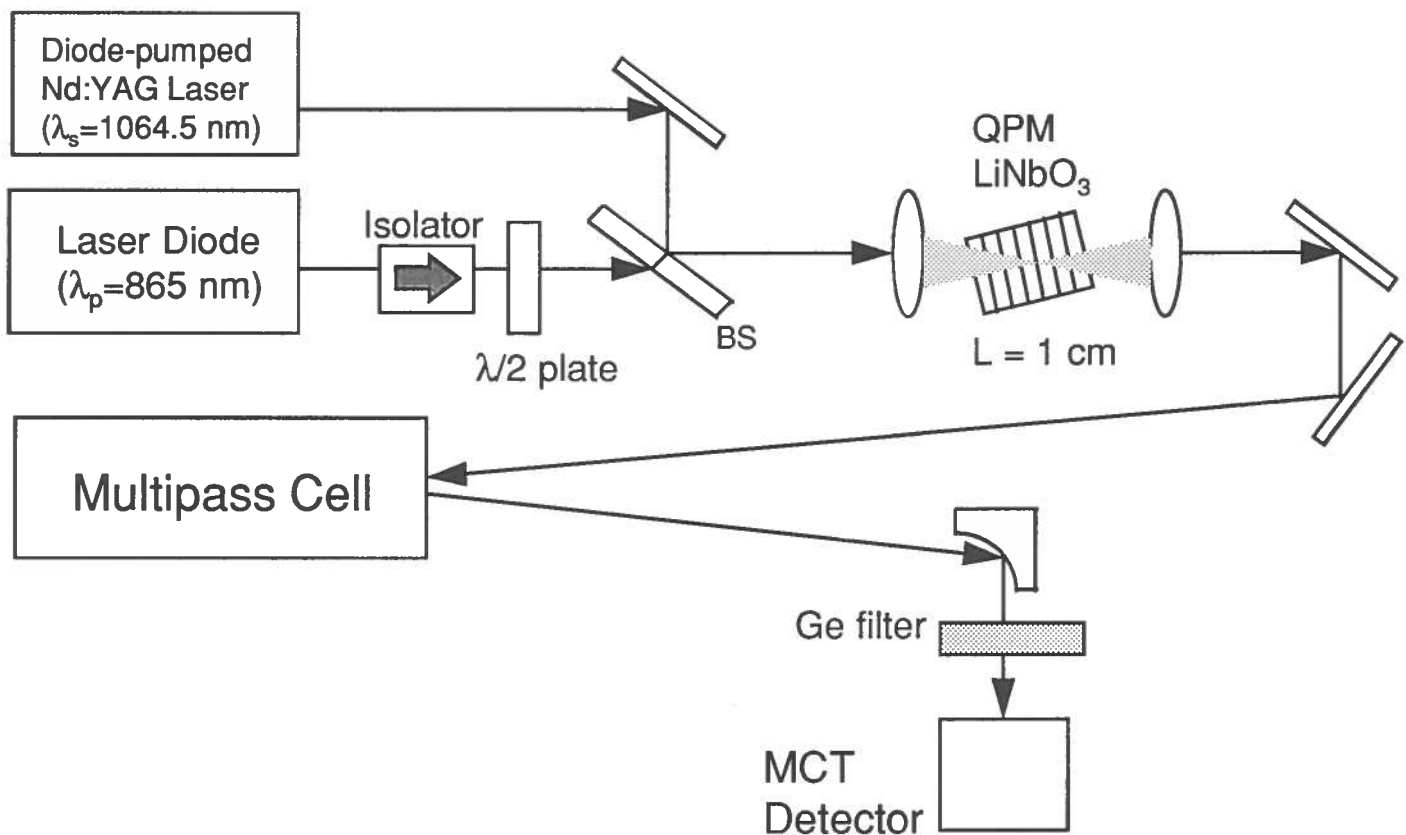 Diode-pumped
Nd:YAG Laser
(λs=1064.5 nm)
Laser Diode
(λp=865 nm)
Isolator
λ/2 plate
BS
QPM
LiNbO3
L = 1 cm
Multipass Cell
Ge filter
MCT
Detector